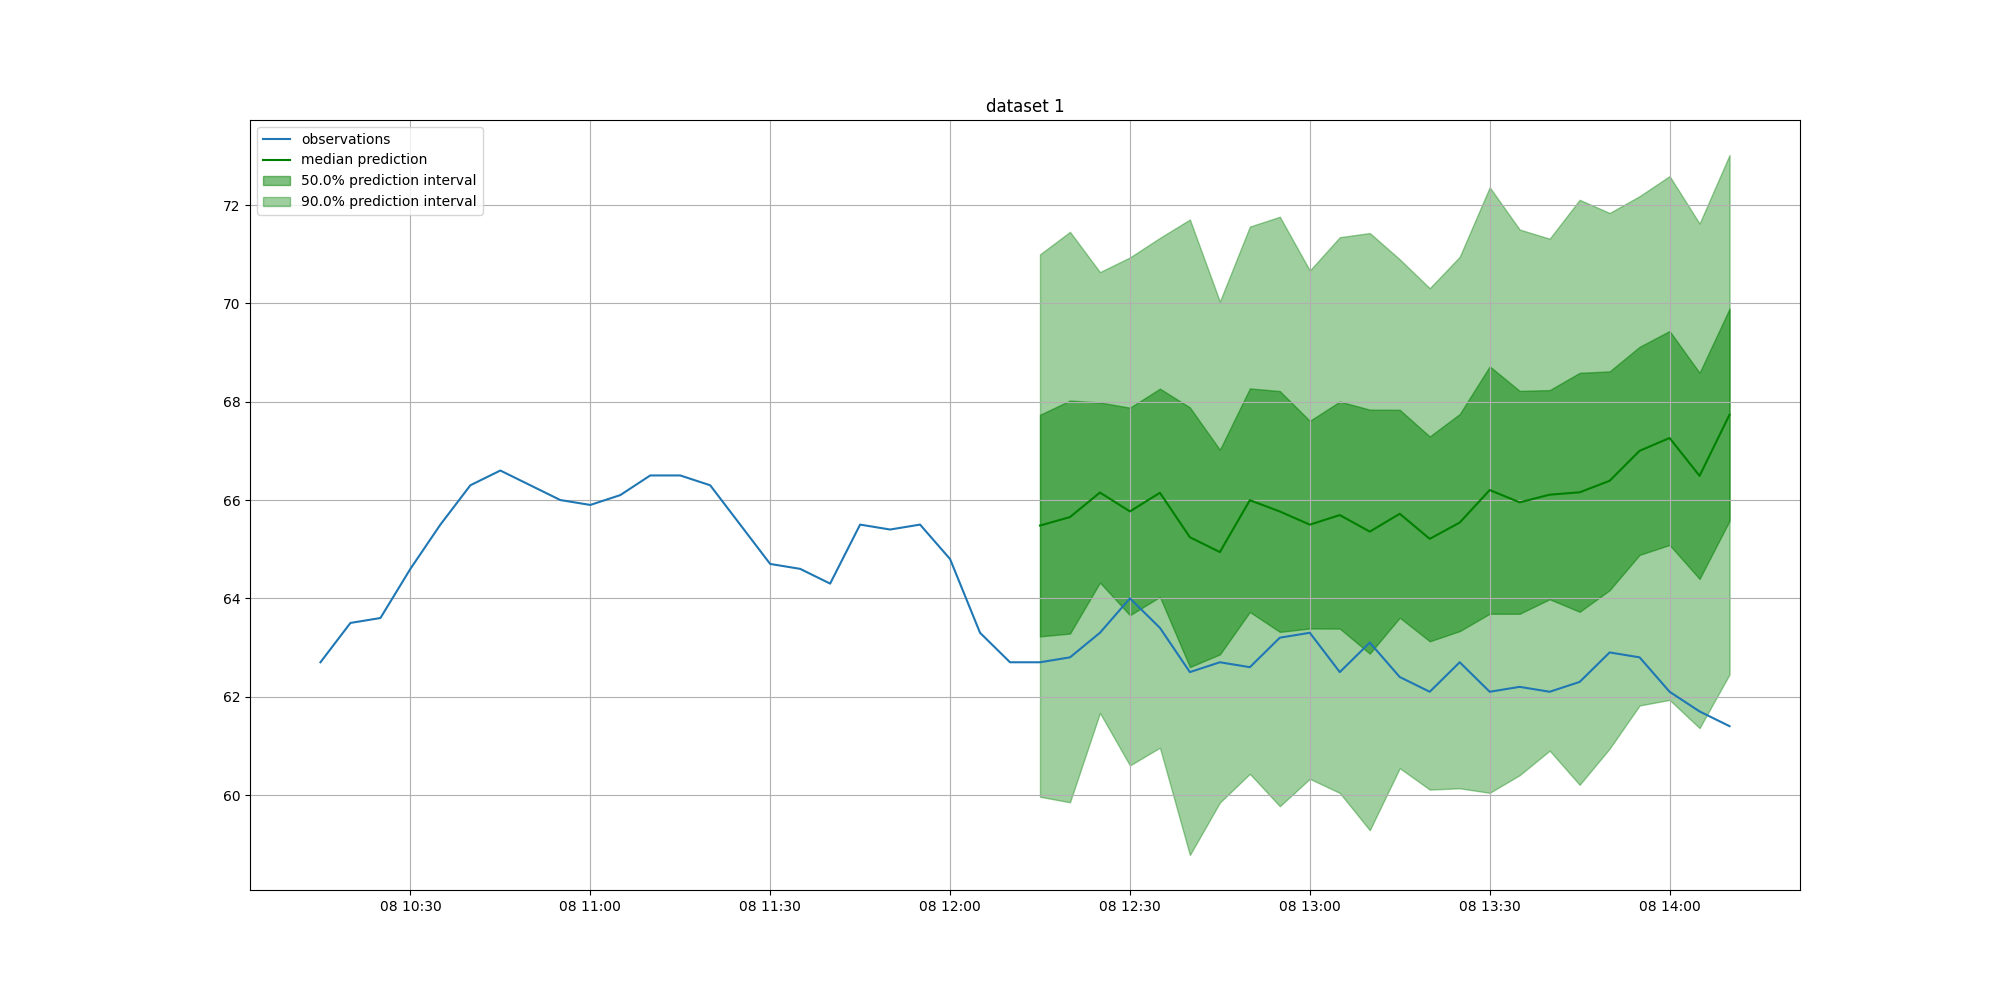 dataset 1
observations
median prediction
50.0% prediction interval
90.0% prediction interval
72
70
68
66
64
62
60
08 10:30 08 11:00 08 11:30 08 12:00 08 12:30 08 13:00 08 13:30 08 14:00